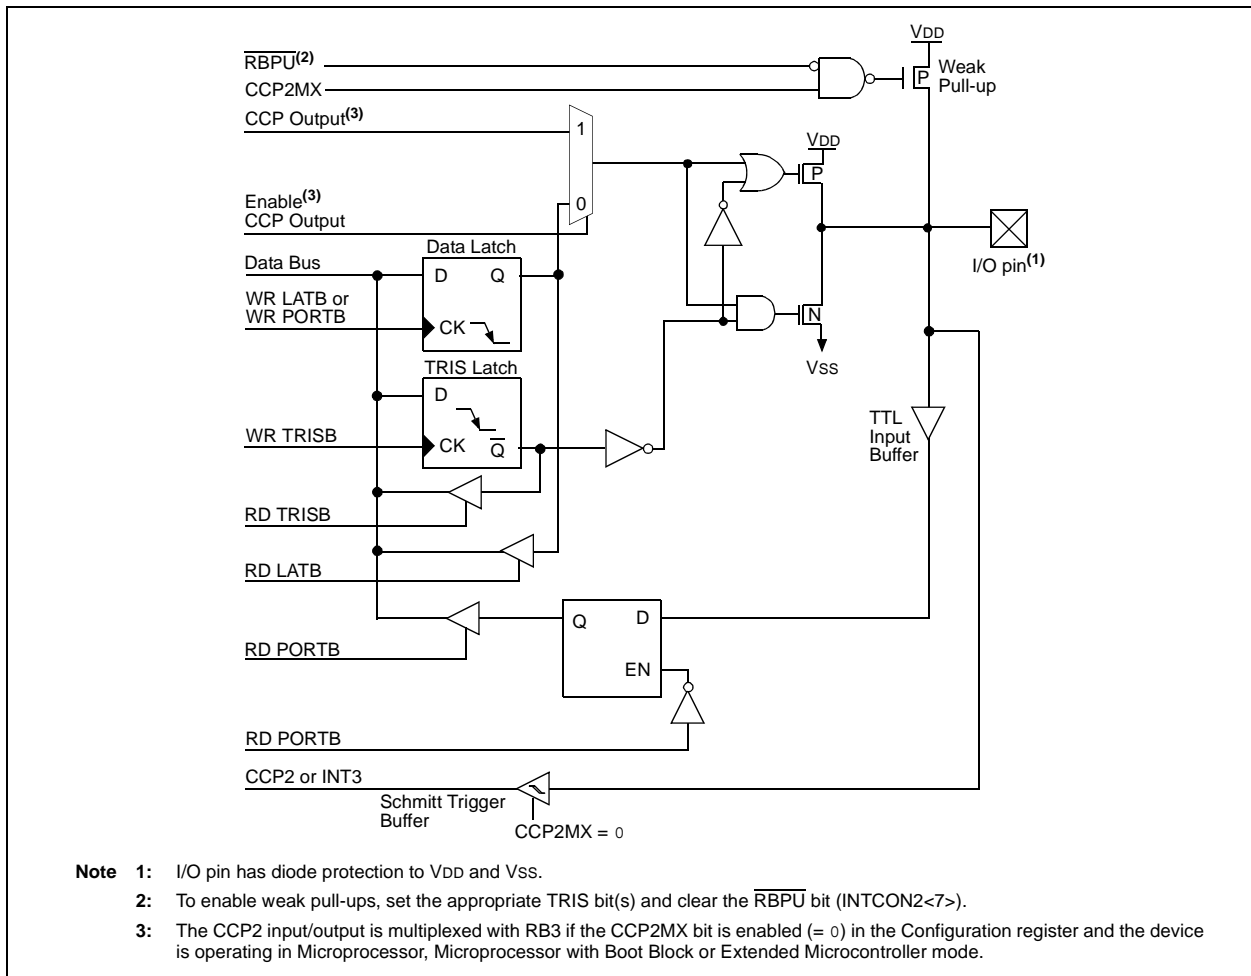 VDD
RBPU(2)
Weak
Pull-up
P
CCP2MX
CCP Output(3)
1
VDD
P
Enable(3)
CCP Output
0
I/O pin(1)
Data Latch
Data Bus
D Q
WR LATB or
WR PORTB
CK
N
VSS
TRIS Latch
D
TTL
Input
Buffer
WR TRISB
CK Q
RD TRISB
RD LATB
Q D
RD PORTB
EN
RD PORTB
CCP2 or INT3
Schmitt Trigger
Buffer
CCP2MX = 0
Note 1: I/O pin has diode protection to VDD and VSS.
2: To enable weak pull-ups, set the appropriate TRIS bit(s) and clear the RBPU bit (INTCON2<7>).
3: The CCP2 input/output is multiplexed with RB3 if the CCP2MX bit is enabled (= 0) in the Configuration register and the device
is operating in Microprocessor, Microprocessor with Boot Block or Extended Microcontroller mode.